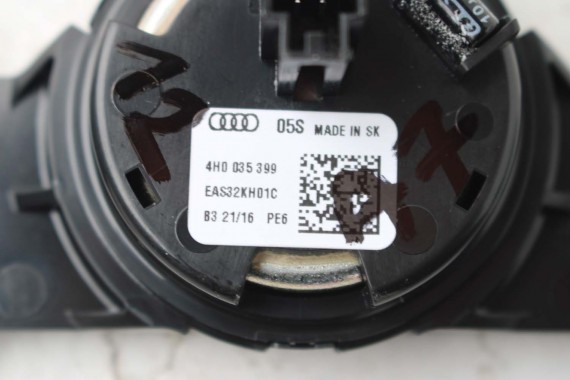 05S MADE IN SK
4H0 035 399
EAS32KH01C
B3 21/16 PE6